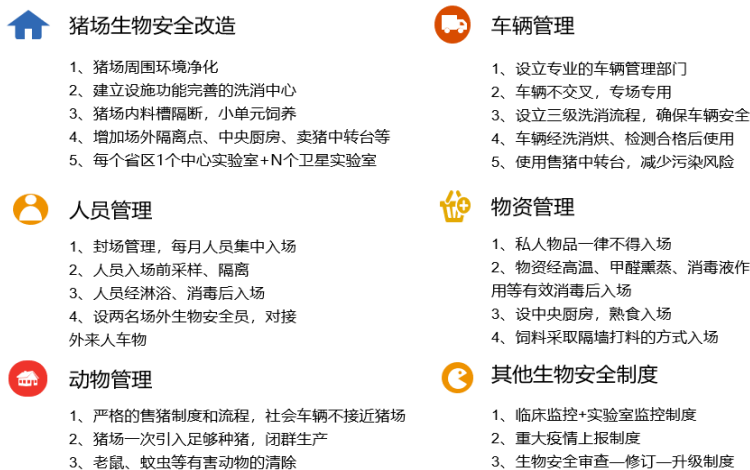 猪场生物安全改造
1、猪场周围环境净化
2、建立设施功能完善的洗消中心
3、猪场内料槽隔断，小单元饲养
4、增加场外隔离点、中央厨房、卖猪中转台等
5、每个省区1个中心实验室+N个卫星实验室
车辆管理
1、设立专业的车辆管理部门
2、车辆不交叉，专场专用
3、设立三级洗消流程，确保车辆安全
4、车辆经洗消烘、检测合格后使用
5、使用售猪中转台，减少污染风险
人员管理
1、封场管理，每月人员集中入场
2、人员入场前采样、隔离
3、人员经淋浴、消毒后入场
4、设两名场外生物安全员，对接
外来人车物
物资管理
1、私人物品一律不得入场
2、物资经高温、甲醛熏蒸、消毒液作
用等有效消毒后入场
3、设中央厨房，熟食入场
4、饲料采取隔墙打料的方式入场
动物管理
1、严格的售猪制度和流程，社会车辆不接近猪场
2、猪场一次引入足够种猪，闭群生产
3、老鼠、蚊虫等有害动物的清除
其他生物安全制度
1、临床监控+实验室监控制度
2、重大疫情上报制度
3、生物安全审查—修订—升级制度